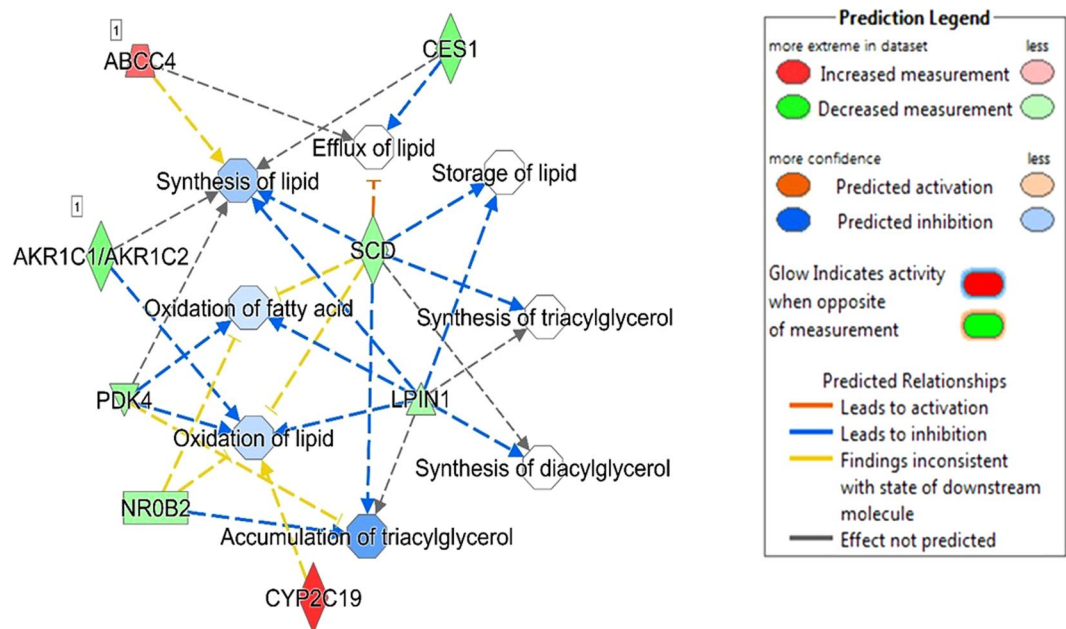 1
ABCC4
CES1
Efflux of lipid
Synthesis of lipid
Storage of lipid
1
AKR1C1/AKR1C2
SCD
Oxidation of fatty acid
Synthesis of triacylglycerol
PDK4
LPIN1
Oxidation of lipid
Synthesis of diacylglycerol
NR0B2
Accumulation of triacylglycerol
CYP2C19
Prediction Legend
more extreme in dataset less
Increased measurement
Decreased measurement
more confidence less
Predicted activation
Predicted inhibition
Glow Indicates activity
when opposite
of measurement
Predicted Relationships
Leads to activation
Leads to inhibition
Findings inconsistent
with state of downstream
molecule
Effect not predicted